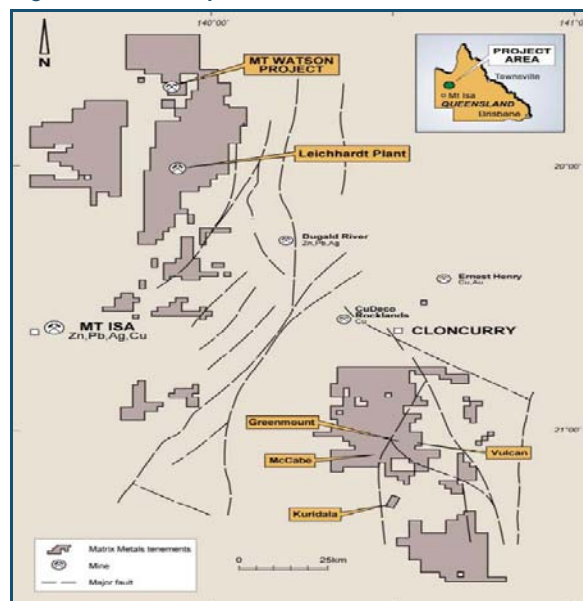 140°00'
141°0
N
MT WATSON
PROJECT
PROJECT
AREA
Townsville
Mt Isa
QUEENSLAND
Brisbane
Leichhardt Plant
20°00'
Dugald River
Zn,Pb,Ag
Ernest Henry
Cu,Au
CuDeco
Rocklands
Cu
MT ISA
Zn,Pb,Ag,Cu
CLONCURRY
21°00'
Greenmount
McCabe
Vulcan
Kuridala
Matrix Metals tenements
Mine
Major fault
0
25km